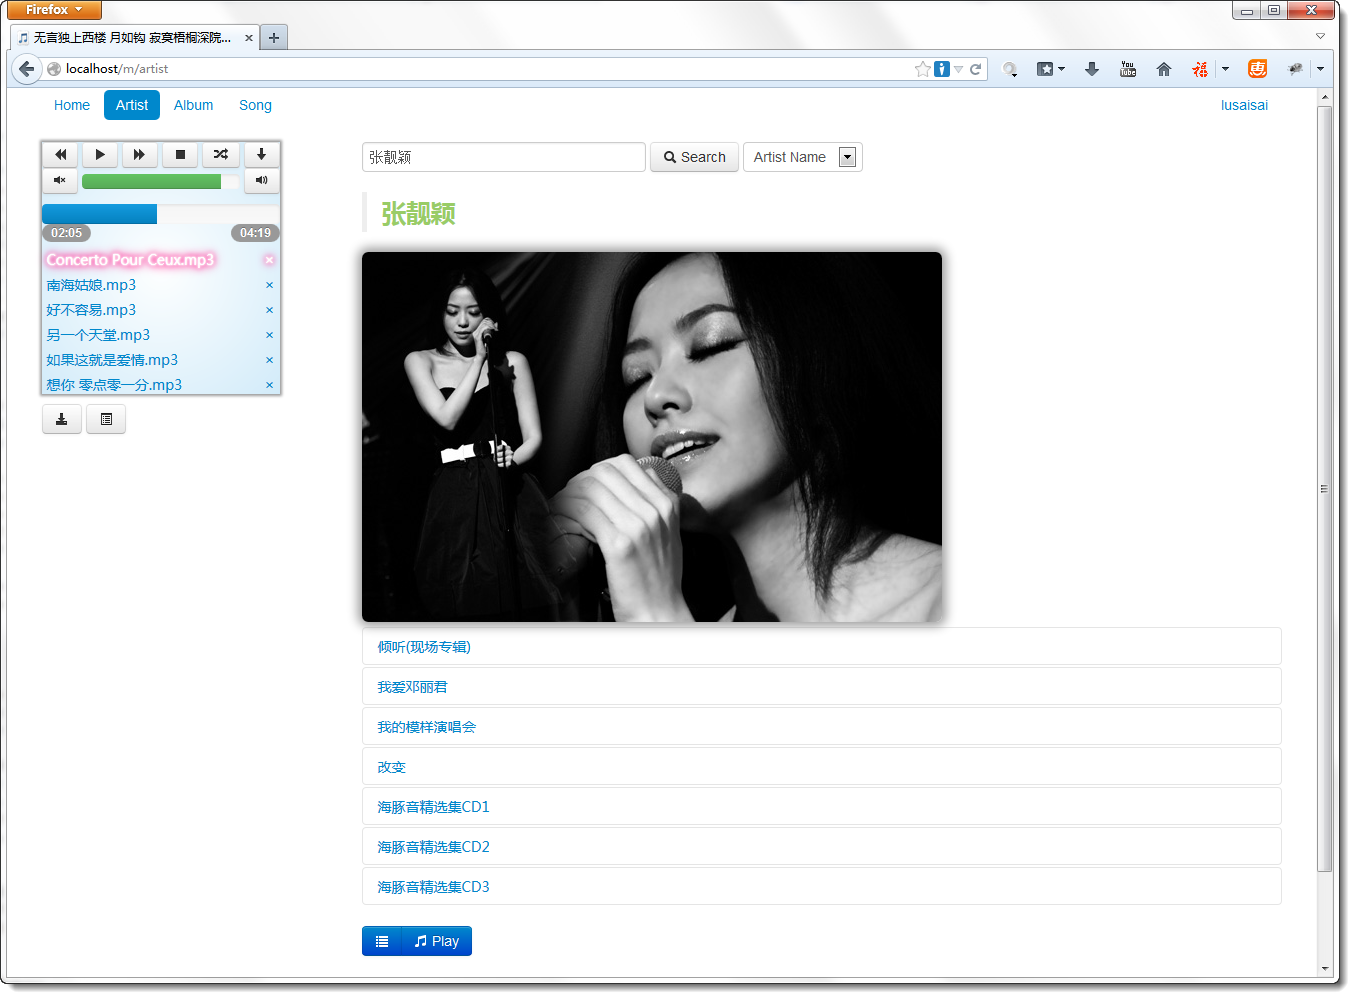 Firefox
无言独上西楼 月如钩 寂寞梧桐深院...
localhost/m/artist
You Tube
福
惠
Home Artist Album Song lusaisai
张靓颖 Search Artist Name
张靓颖
02:05 04:19
Concerto Pour Ceux.mp3 ×
南海姑娘.mp3 ×
好不容易.mp3 ×
另一个天堂.mp3 ×
如果这就是爱情.mp3 ×
想你 零点零一分.mp3 ×
倾听(现场专辑)
我爱邓丽君
我的模样演唱会
改变
海豚音精选集CD1
海豚音精选集CD2
海豚音精选集CD3
Play